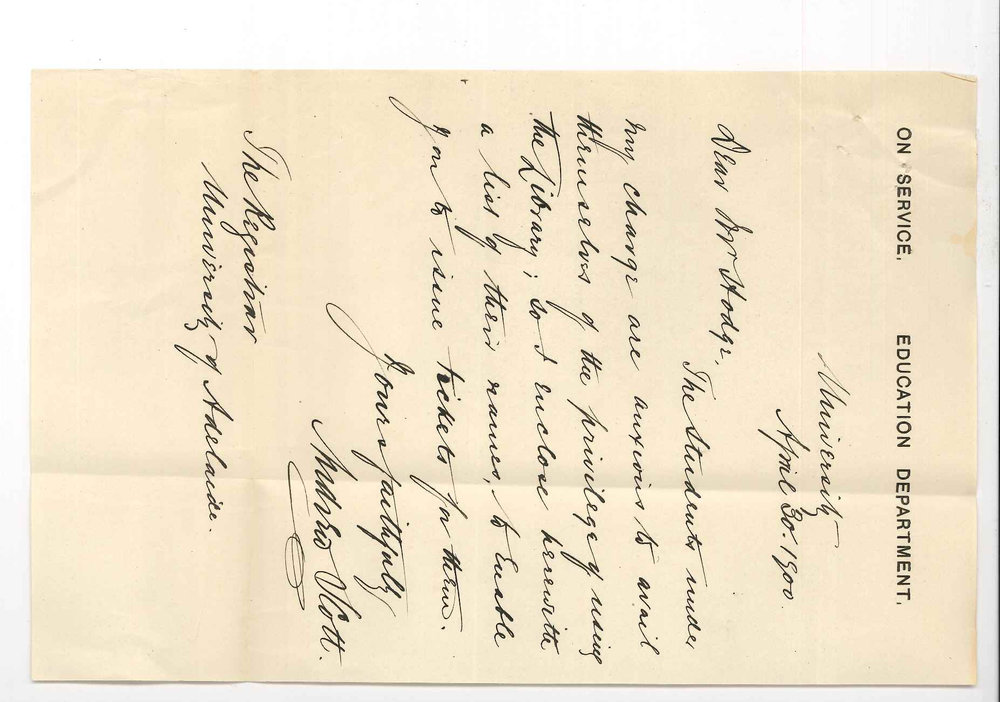 ON SERVICE. EDUCATION DEPARTMENT.
University
April 30. 1900.
Dear Mr Hodge,
The Students under
my charge are anxious to avail
themselves of the privilege of using
the Library; so I enclose herewith
a list of their names, to Enable
you to issue tickets for them.
Yours faithfully
Andrew Scott.
The Registrar
University of Adelaide.